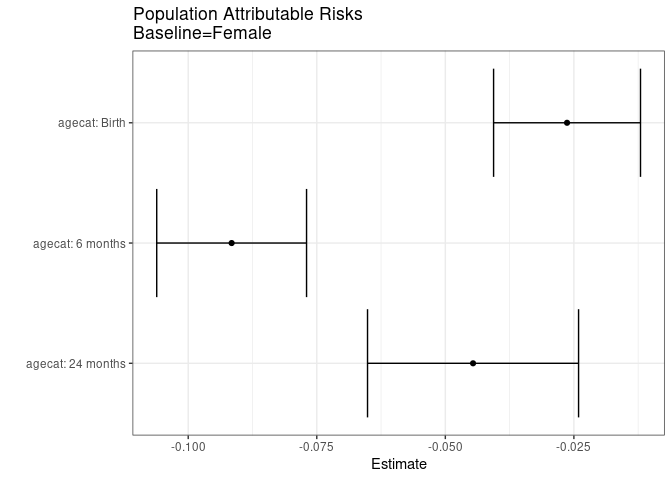 Population Attributable Risks
Baseline=Female
agecat: Birth
agecat: 6 months
agecat: 24 months
-0.100 -0.075 -0.050 -0.025
Estimate